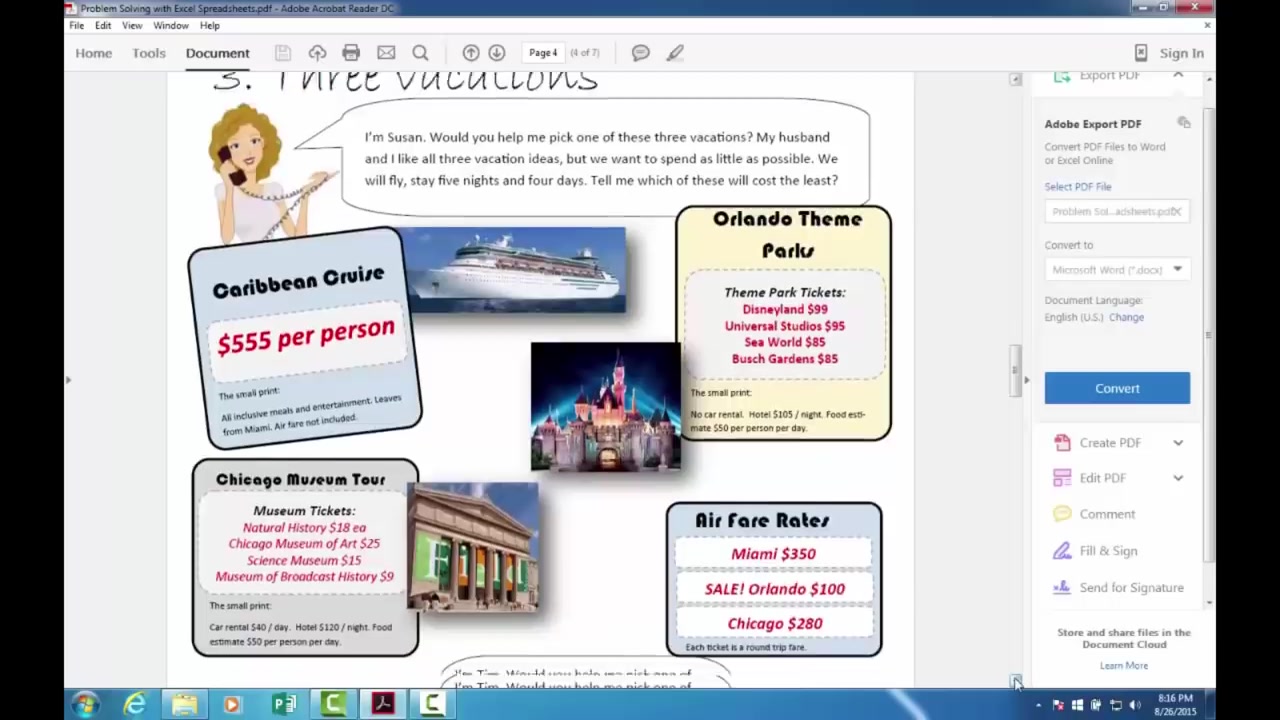 Problem Solving with Excel Spreadsheets.pdf - Adobe Acrobat Reader DC
File Edit View Window Help
Home Tools Document Page 4 (4 of 7) Sign In
3. Three Vacations
I'm Susan. Would you help me pick one of these three vacations? My husband
and I like all three vacation ideas, but we want to spend as little as possible. We
will fly, stay five nights and four days. Tell me which of these will cost the least?
Caribbean Cruise
$555 per person
The small print:
All inclusive meals and entertainment. Leaves
from Miami. Air fare not included.
Orlando Theme
Parks
Theme Park Tickets:
Disneyland $99
Universal Studios $95
Sea World $85
Busch Gardens $85
The small print:
No car rental. Hotel $105 / night. Food esti-
mate $50 per person per day.
Chicago Museum Tour
Museum Tickets:
Natural History $18 ea
Chicago Museum of Art $25
Science Museum $15
Museum of Broadcast History $9
The small print:
Car rental $40 / day. Hotel $120 / night. Food
estimate $50 per person per day.
Air Fare Rates
Miami $350
SALE! Orlando $100
Chicago $280
Each ticket is a round trip fare.
I'm Tim. Would you help me pick one of
I'm Tim. Would you help me pick one of
Export PDF
Adobe Export PDF
Convert PDF Files to Word
or Excel Online
Select PDF File
Problem Sol...adsheets.pdf
Convert to
Microsoft Word (*.docx)
Document Language:
English (U.S.) Change
Convert
Create PDF
Edit PDF
Comment
Fill & Sign
Send for Signature
Store and share files in the
Document Cloud
Learn More
8:16 PM
8/26/2015